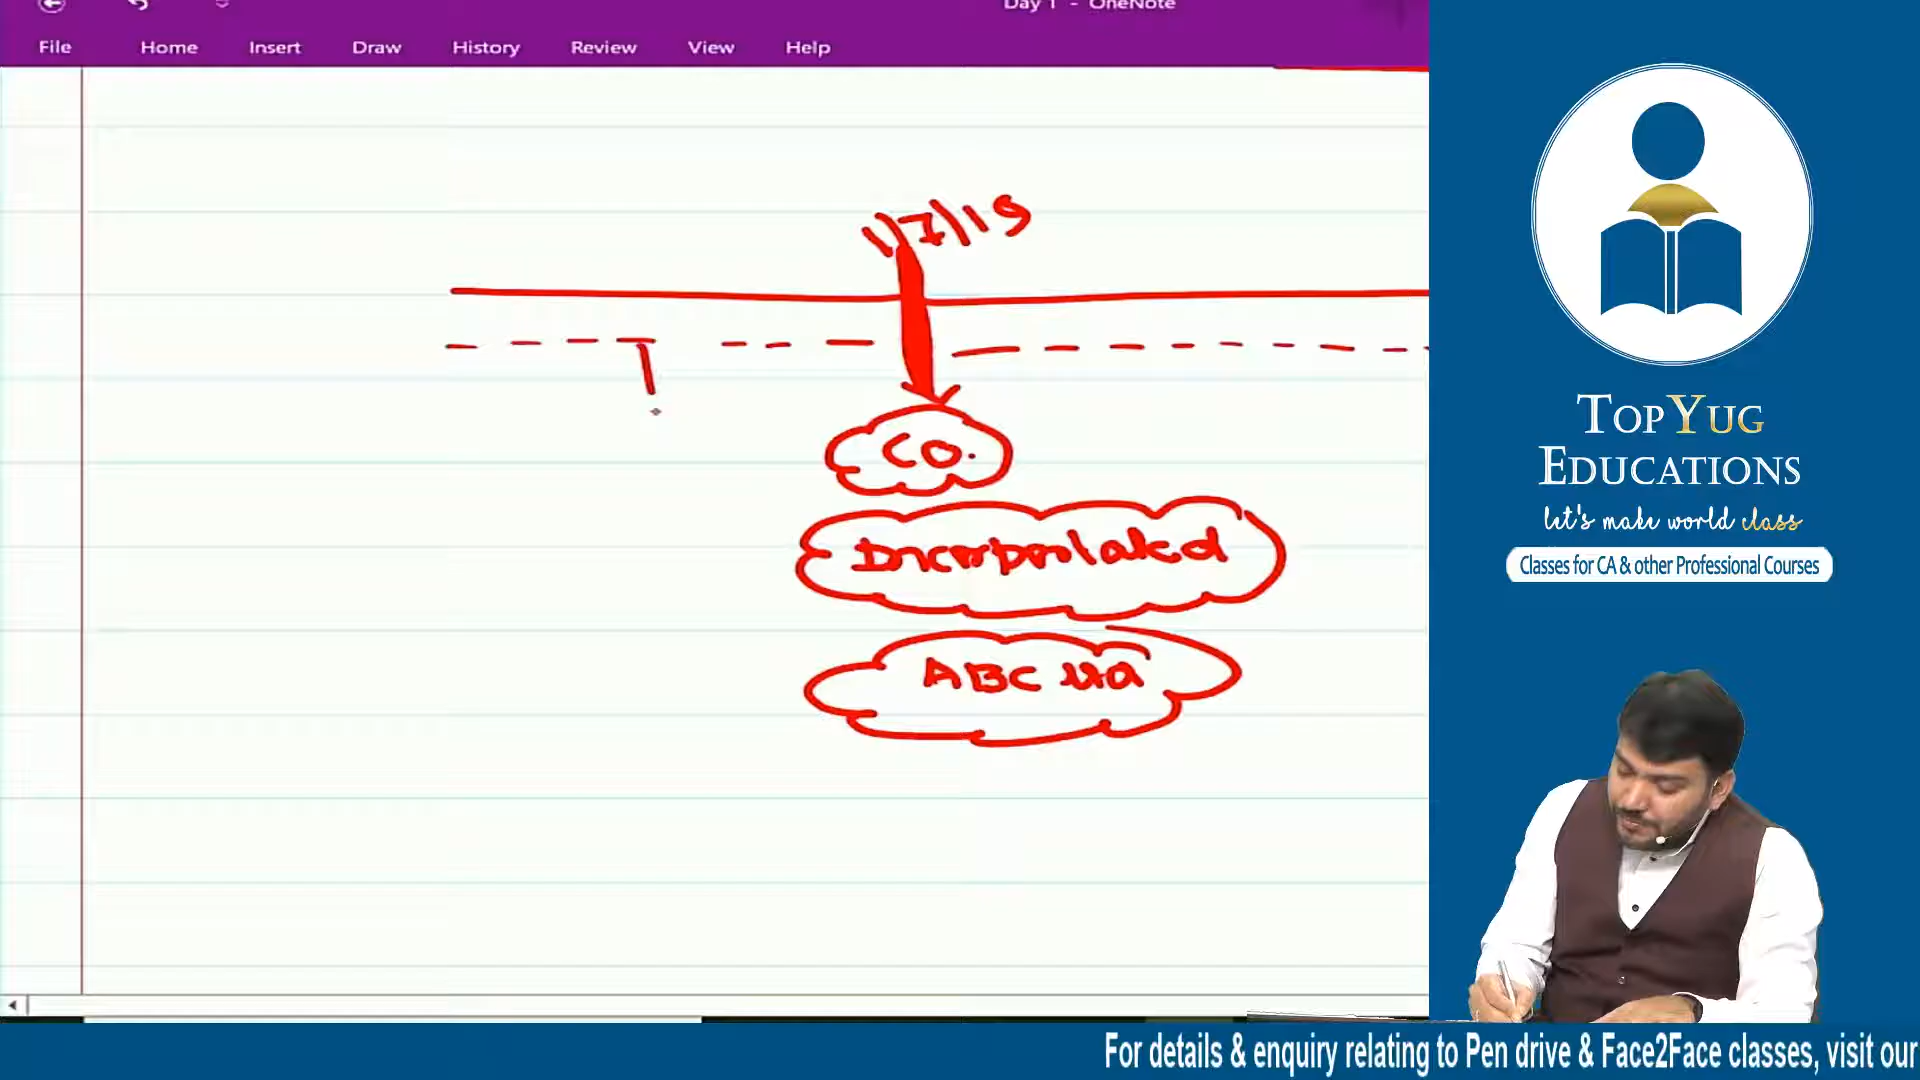 Day 1 - OneNote
File Home Insert Draw History Review View Help
1/7/19
CO.
Incorporated
ABC Ltd
TOPYUG
EDUCATIONS
let's make world class
Classes for CA & other Professional Courses
For details & enquiry relating to Pen drive & Face2Face classes, visit our